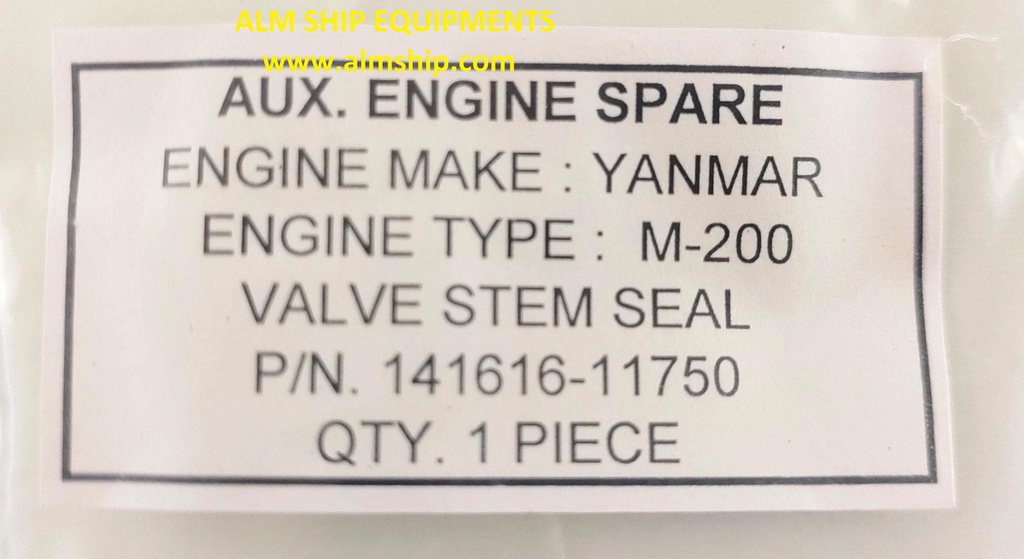 ALM SHIP EQUIPMENTS
www.almship.com
AUX. ENGINE SPARE
ENGINE MAKE : YANMAR
ENGINE TYPE : M-200
VALVE STEM SEAL
P/N. 141616-11750
QTY. 1 PIECE